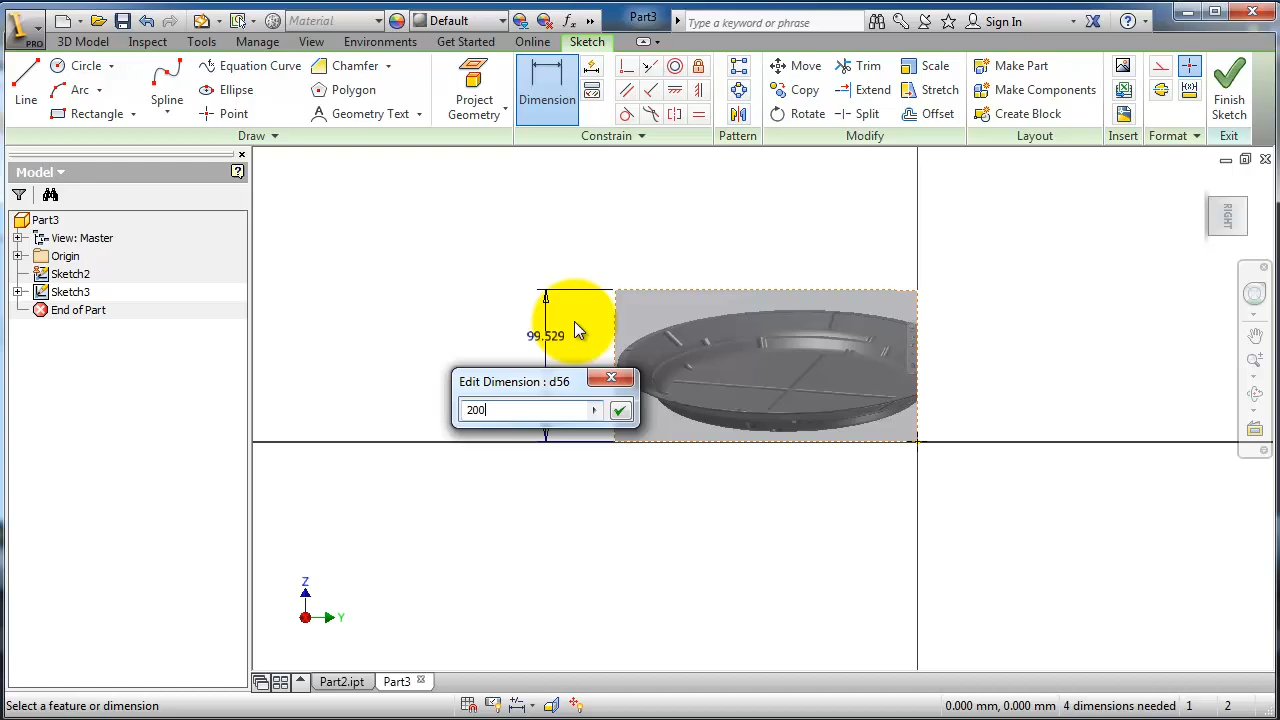 PRO
Material
Default
fx
Part3
Type a keyword or phrase
Sign In
3D Model
Inspect
Tools
Manage
View
Environments
Get Started
Online
Sketch
Line
Circle
Arc
Rectangle
Spline
Equation Curve
Ellipse
Point
Chamfer
Polygon
Geometry Text
Project
Geometry
Dimension
Move
Copy
Rotate
Trim
Extend
Split
Scale
Stretch
Offset
Make Part
Make Components
Create Block
Finish
Sketch
Draw
Constrain
Pattern
Modify
Layout
Insert
Format
Exit
Model
Part3
View: Master
Origin
Sketch2
Sketch3
End of Part
RIGHT
99.529
Edit Dimension : d56
200
Z
Y
Part2.ipt
Part3
Select a feature or dimension
0.000 mm, 0.000 mm
4 dimensions needed
1
2